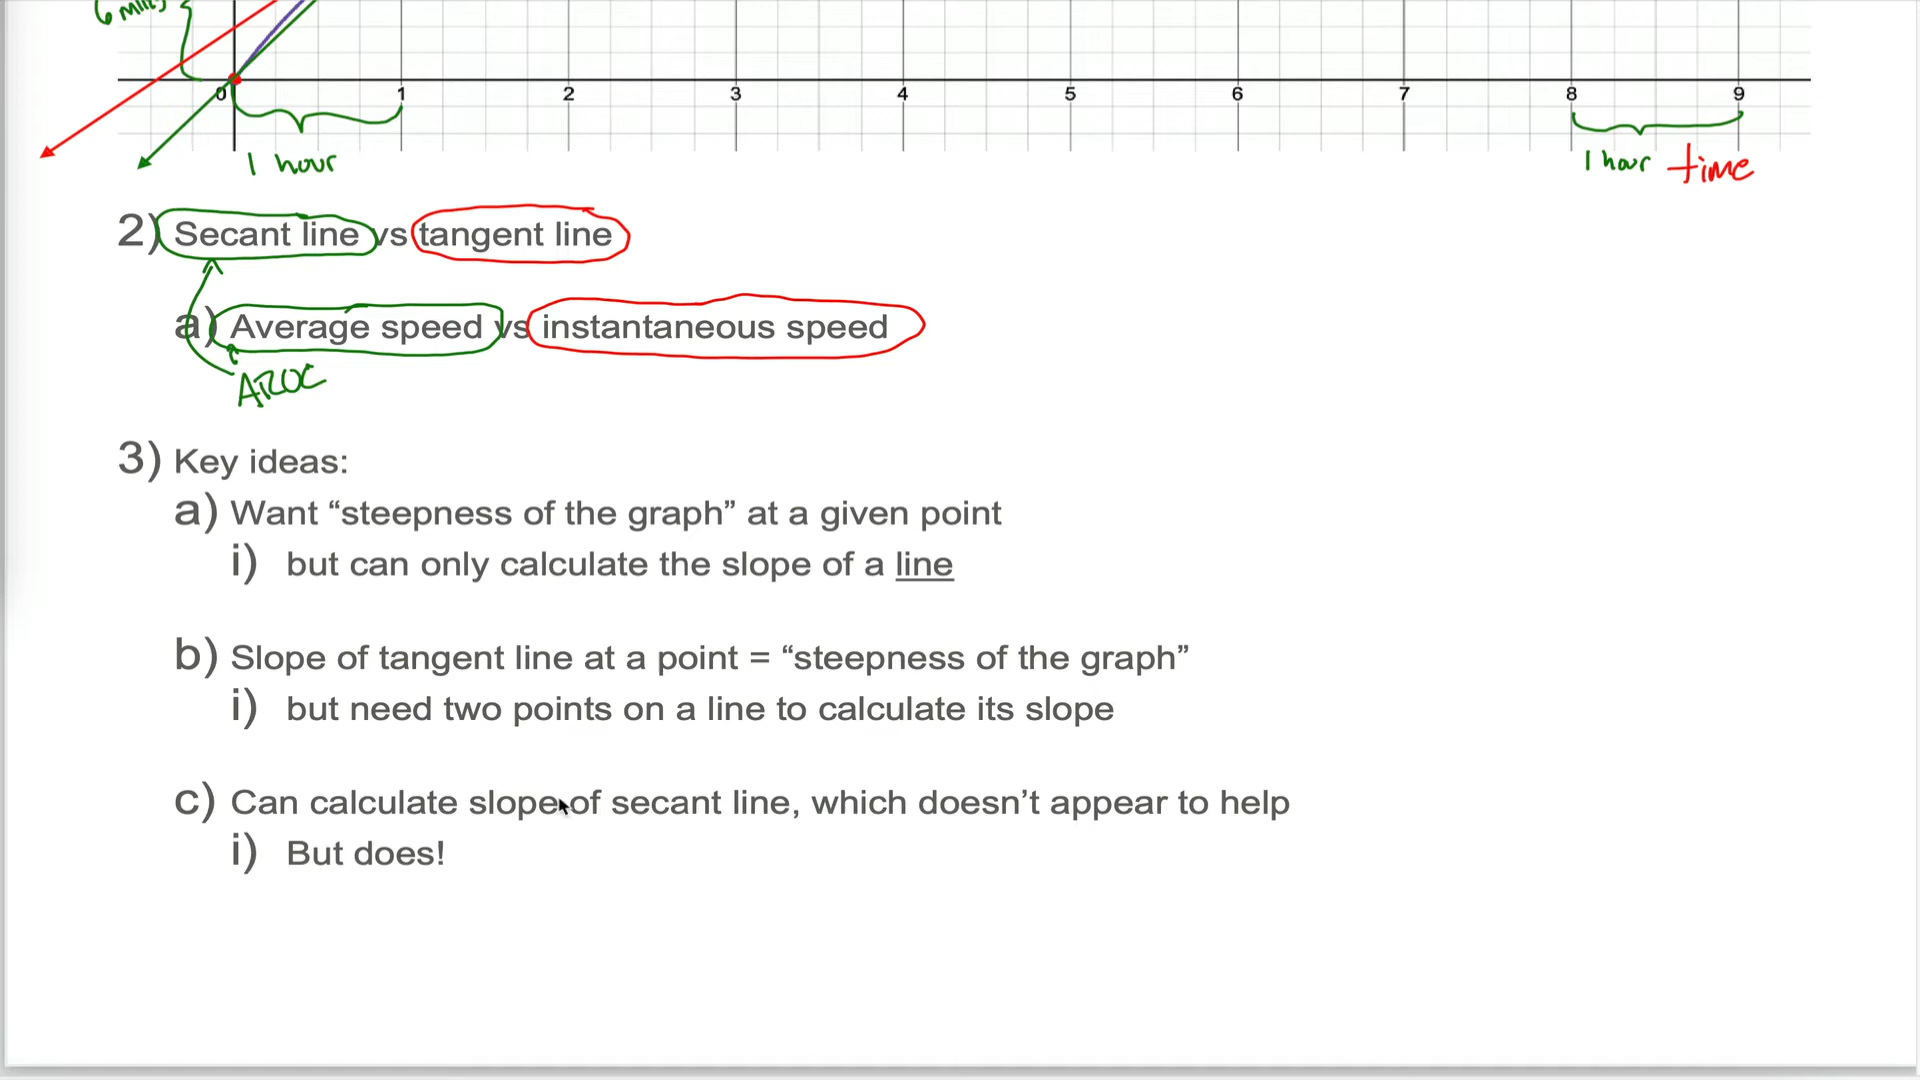 6 miles
0 1 2 3 4 5 6 7 8 9
1 hour
1 hour time
2) Secant line vs tangent line
a) Average speed vs instantaneous speed
AROC
3) Key ideas:
a) Want “steepness of the graph” at a given point
i) but can only calculate the slope of a line
b) Slope of tangent line at a point = “steepness of the graph”
i) but need two points on a line to calculate its slope
c) Can calculate slope of secant line, which doesn’t appear to help
i) But does!